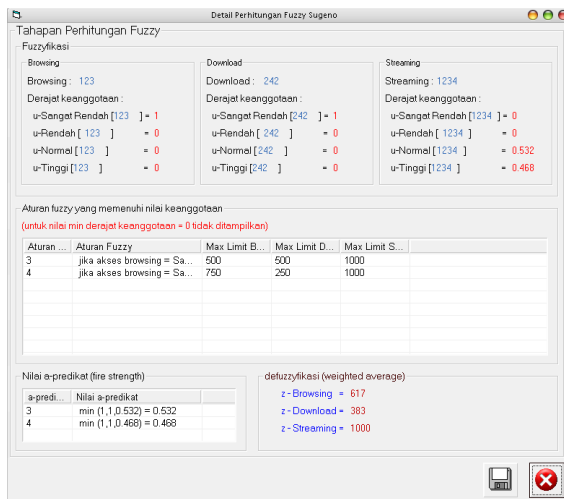 Detail Perhitungan Fuzzy Sugeno
Tahapan Perhitungan Fuzzy
Fuzzyfikasi
Browsing
Browsing : 123
Derajat keanggotaan :
u-Sangat Rendah [123 ] = 1
u-Rendah [ 123 ] = 0
u-Normal [123 ] = 0
u-Tinggi [123 ] = 0
Download
Download : 242
Derajat keanggotaan :
u-Sangat Rendah [242 ] = 1
u-Rendah [ 242 ] = 0
u-Normal [242 ] = 0
u-Tinggi [242 ] = 0
Streaming
Streaming : 1234
Derajat keanggotaan :
u-Sangat Rendah [1234 ] = 0
u-Rendah [ 1234 ] = 0
u-Normal [1234 ] = 0.532
u-Tinggi [1234 ] = 0.468
Aturan fuzzy yang memenuhi nilai keanggotaan
(untuk nilai min derajat keanggotaan = 0 tidak ditampilkan)
Aturan ... Aturan Fuzzy Max Limit B... Max Limit D... Max Limit S...
3 jika akses browsing = Sa... 500 500 1000
4 jika akses browsing = Sa... 750 250 1000
Nilai a-predikat (fire strength)
a-predi... Nilai a-predikat
3 min (1,1,0.532) = 0.532
4 min (1,1,0.468) = 0.468
defuzzyfikasi (weighted average)
z - Browsing = 617
z - Download = 383
z - Streaming = 1000